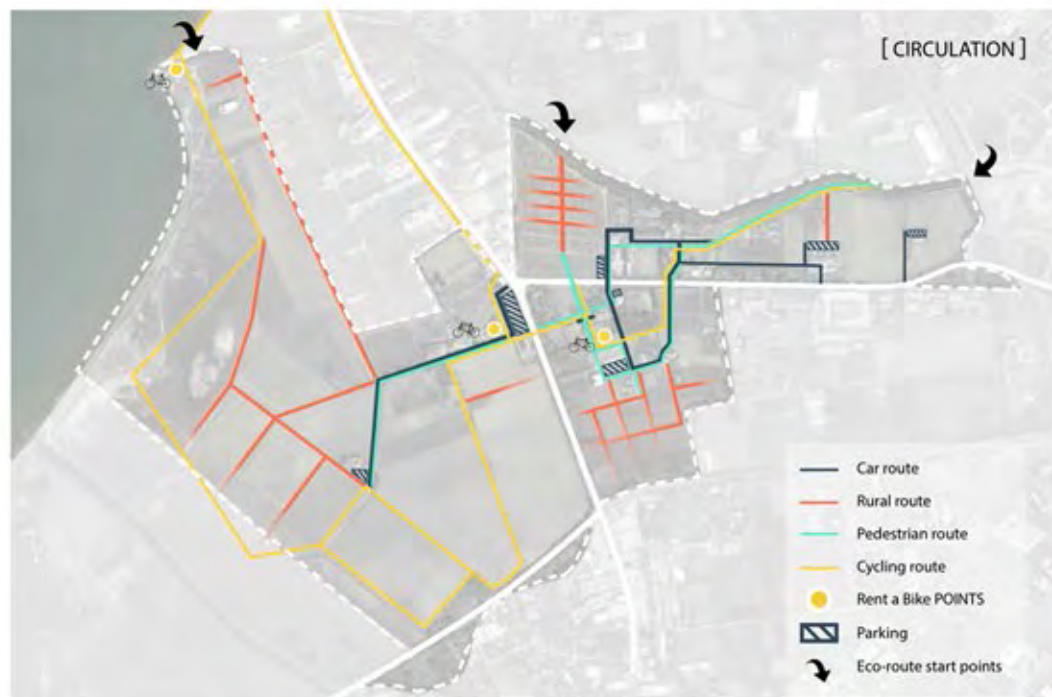 [ CIRCULATION ]
Car route
Rural route
Pedestrian route
Cycling route
Rent a Bike POINTS
Parking
Eco-route start points